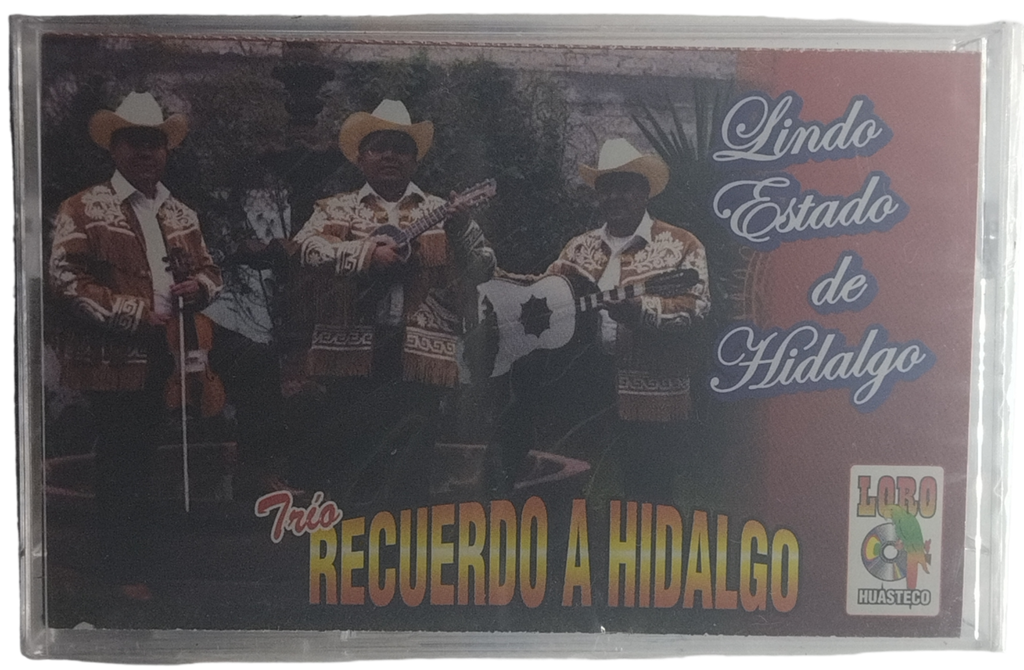 Lindo
Estado
de
Hidalgo
Trío
RECUERDO A HIDALGO
LORO
HUASTECO